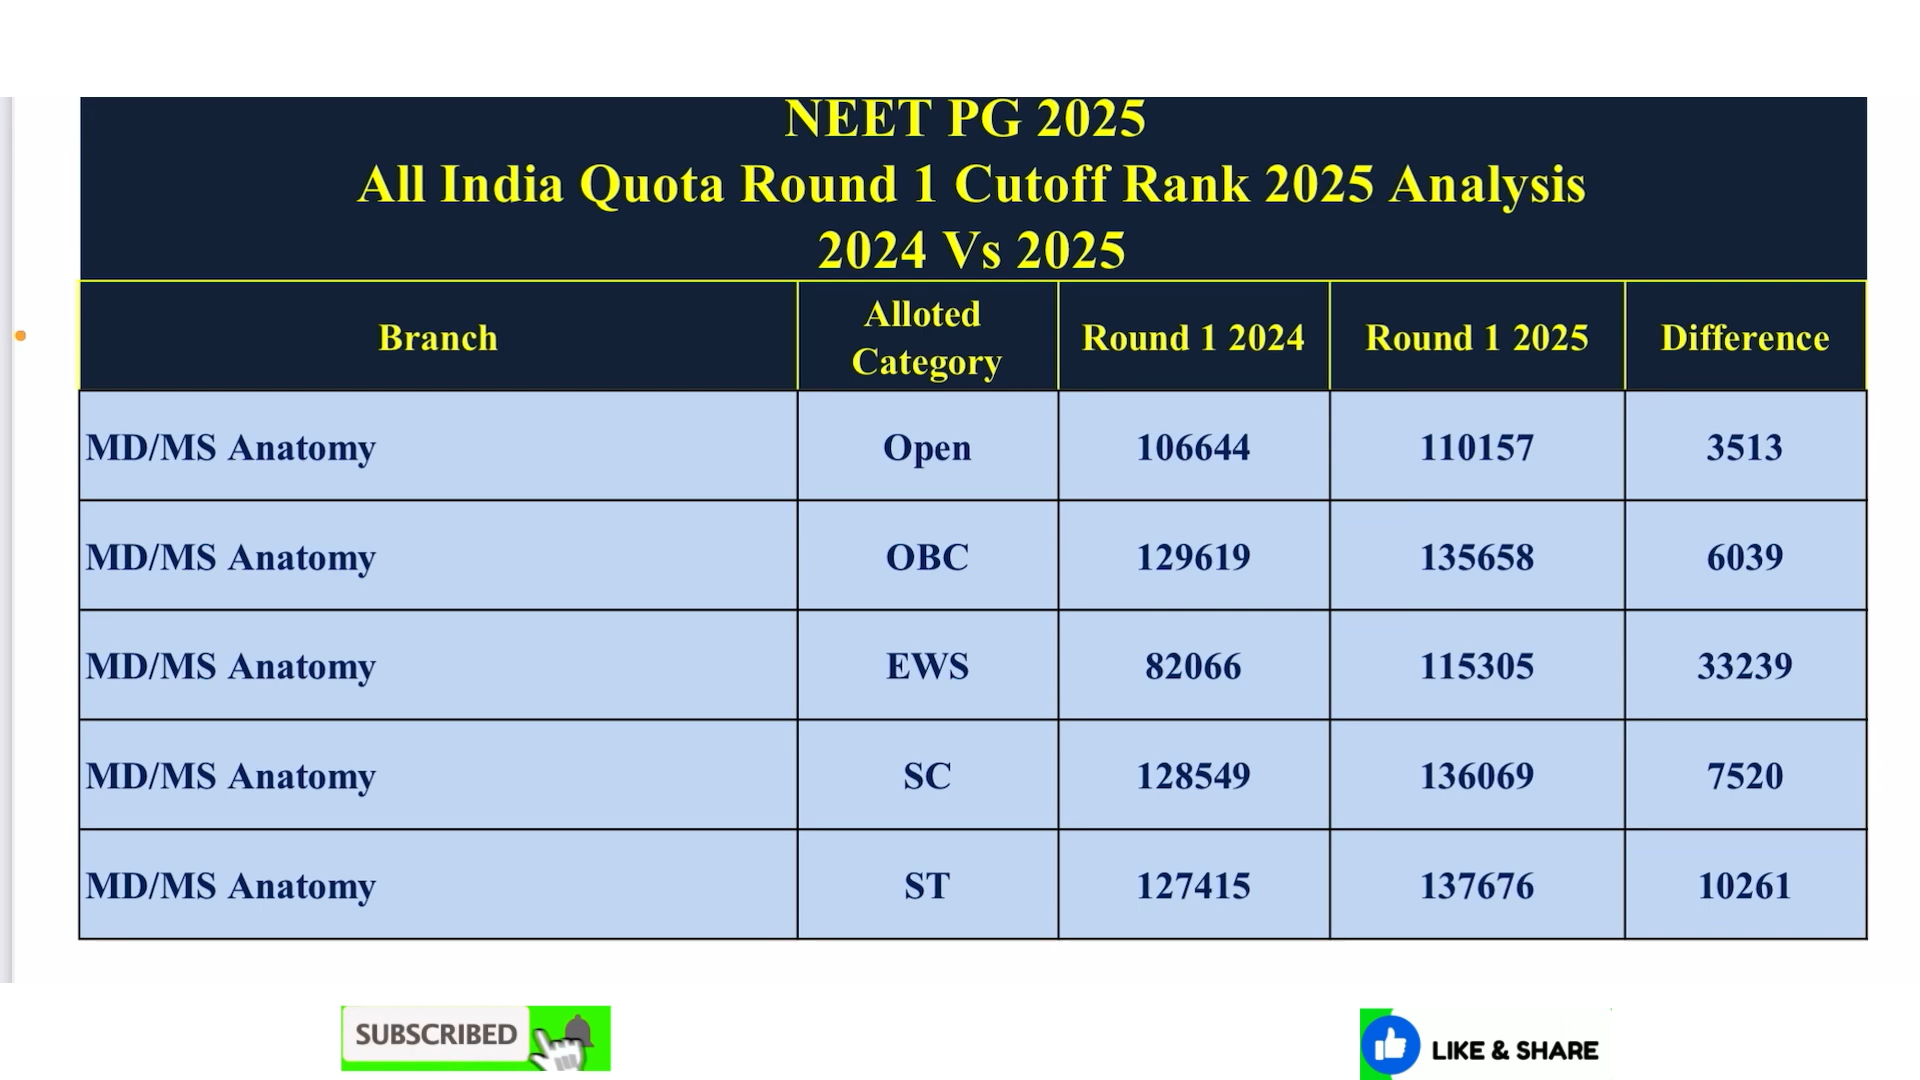 NEET PG 2025
All India Quota Round 1 Cutoff Rank 2025 Analysis
2024 Vs 2025
Branch Alloted Category Round 1 2024 Round 1 2025 Difference
MD/MS Anatomy Open 106644 110157 3513
MD/MS Anatomy OBC 129619 135658 6039
MD/MS Anatomy EWS 82066 115305 33239
MD/MS Anatomy SC 128549 136069 7520
MD/MS Anatomy ST 127415 137676 10261
SUBSCRIBED
LIKE & SHARE